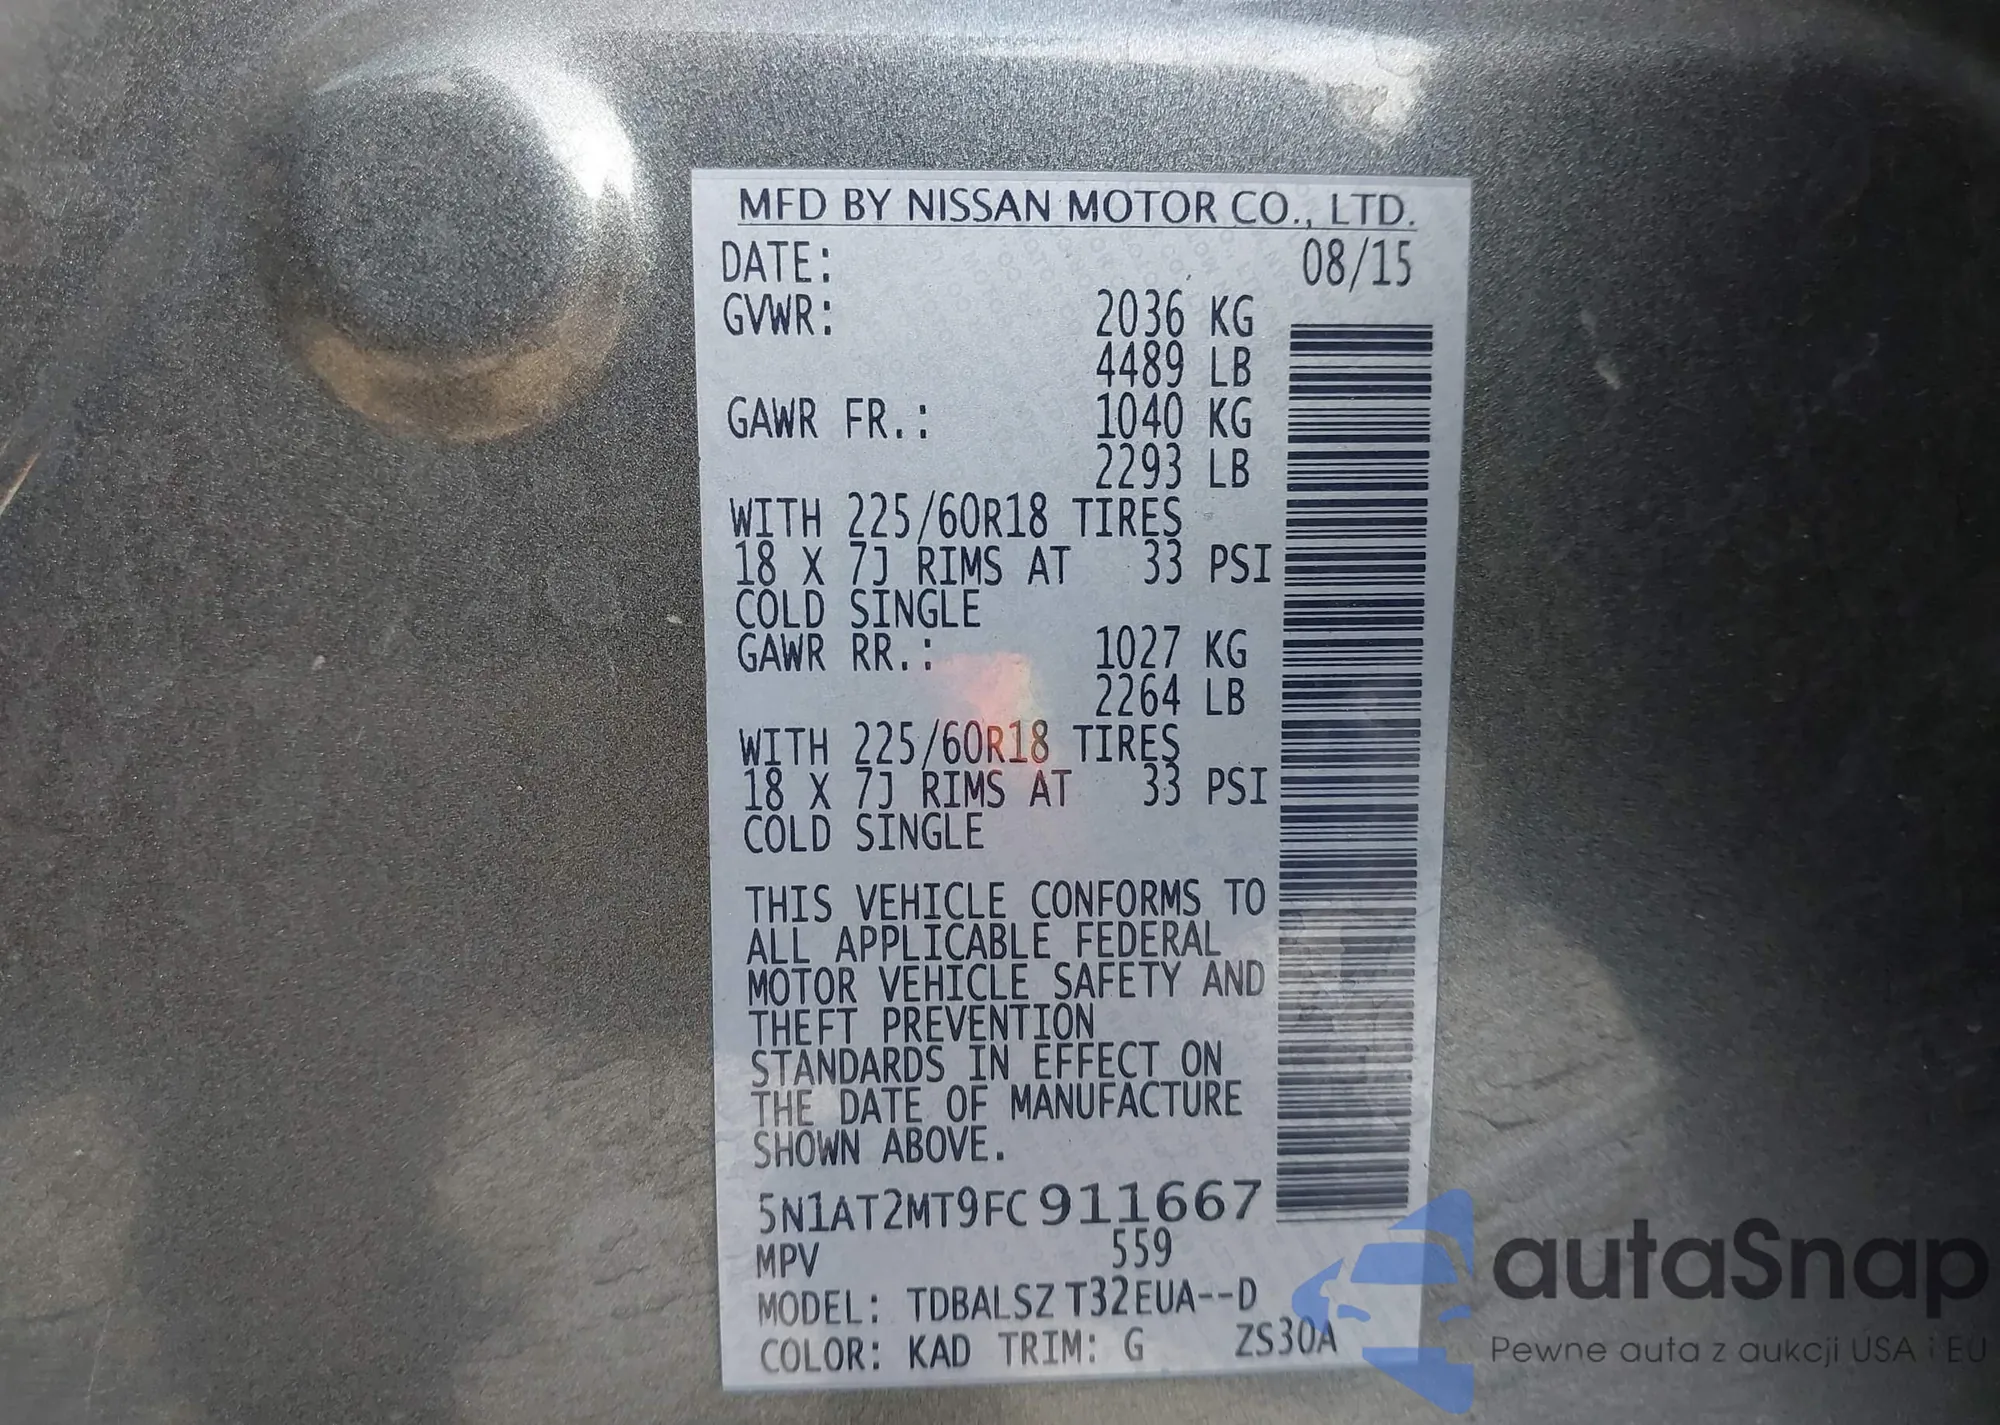 MFD BY NISSAN MOTOR CO., LTD.
DATE: 08/15
GVWR: 2036 KG
4489 LB
GAWR FR.: 1040 KG
2293 LB
WITH 225/60R18 TIRES
18 X 7J RIMS AT 33 PSI
COLD SINGLE
GAWR RR.: 1027 KG
2264 LB
WITH 225/60R18 TIRES
18 X 7J RIMS AT 33 PSI
COLD SINGLE
THIS VEHICLE CONFORMS TO
ALL APPLICABLE FEDERAL
MOTOR VEHICLE SAFETY AND
THEFT PREVENTION
STANDARDS IN EFFECT ON
THE DATE OF MANUFACTURE
SHOWN ABOVE.
5N1AT2MT9FC911667
MPV 559
MODEL: TDBALSZ T32EUA--D
COLOR: KAD TRIM: G ZS30A
autaSnap
Pewne auta z aukcji USA i EU